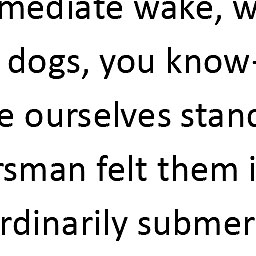 mediate wake, w
dogs, you know-
e ourselves stand
rsman felt them i
rdinarily submer